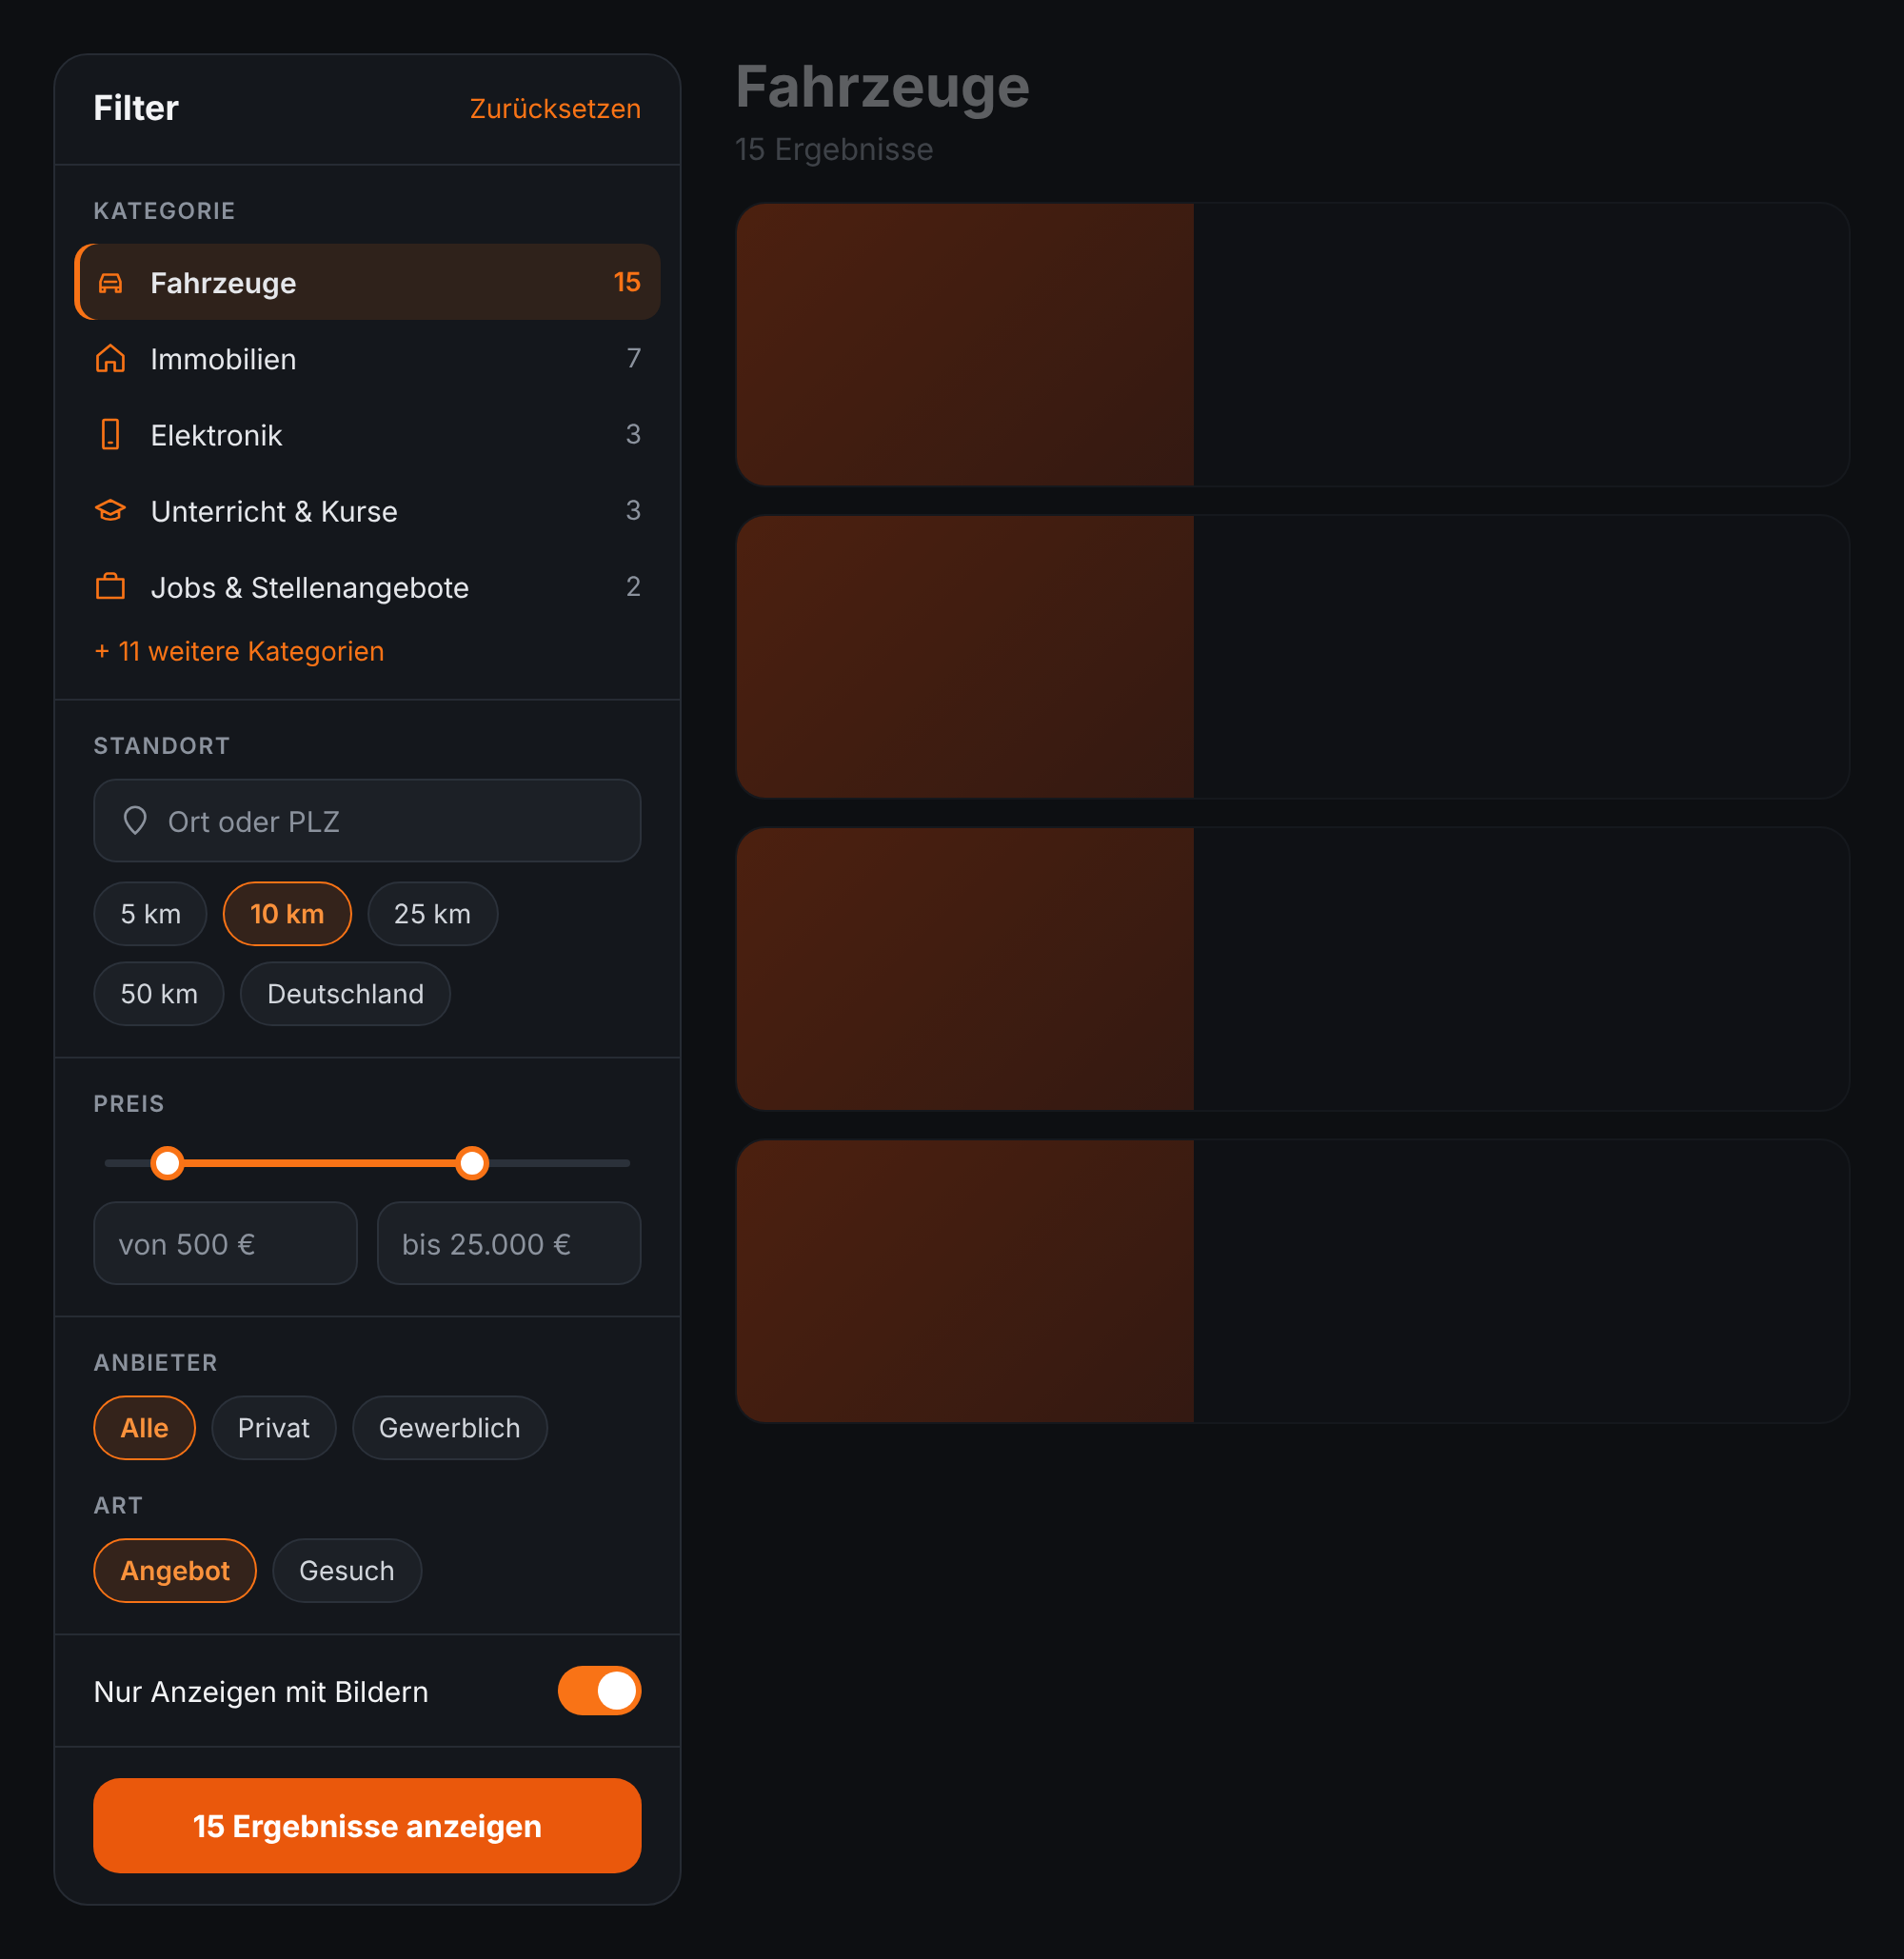 Filter
Zurücksetzen
KATEGORIE
Fahrzeuge 15
Immobilien 7
Elektronik 3
Unterricht & Kurse 3
Jobs & Stellenangebote 2
+ 11 weitere Kategorien
STANDORT
Ort oder PLZ
5 km 10 km 25 km
50 km Deutschland
PREIS
von 500 € bis 25.000 €
ANBIETER
Alle Privat Gewerblich
ART
Angebot Gesuch
Nur Anzeigen mit Bildern
15 Ergebnisse anzeigen
Fahrzeuge
15 Ergebnisse